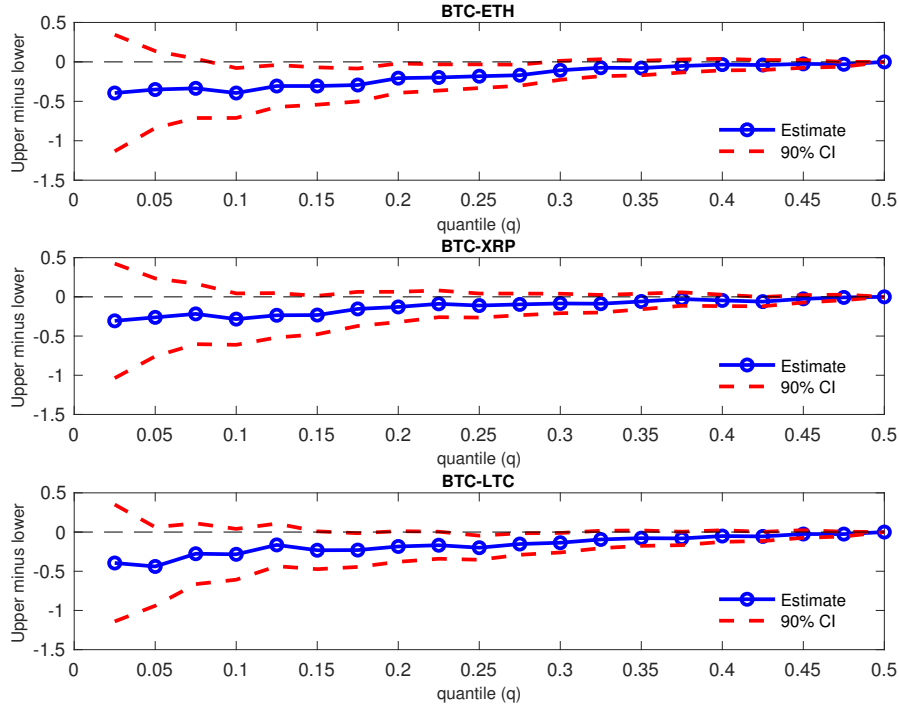 BTC-ETH
0.5
0
-0.5
-1
-1.5
Upper minus lower
Estimate
90% CI
0 0.05 0.1 0.15 0.2 0.25 0.3 0.35 0.4 0.45 0.5
quantile (q)
BTC-XRP
0.5
0
-0.5
-1
-1.5
Upper minus lower
Estimate
90% CI
0 0.05 0.1 0.15 0.2 0.25 0.3 0.35 0.4 0.45 0.5
quantile (q)
BTC-LTC
0.5
0
-0.5
-1
-1.5
Upper minus lower
Estimate
90% CI
0 0.05 0.1 0.15 0.2 0.25 0.3 0.35 0.4 0.45 0.5
quantile (q)